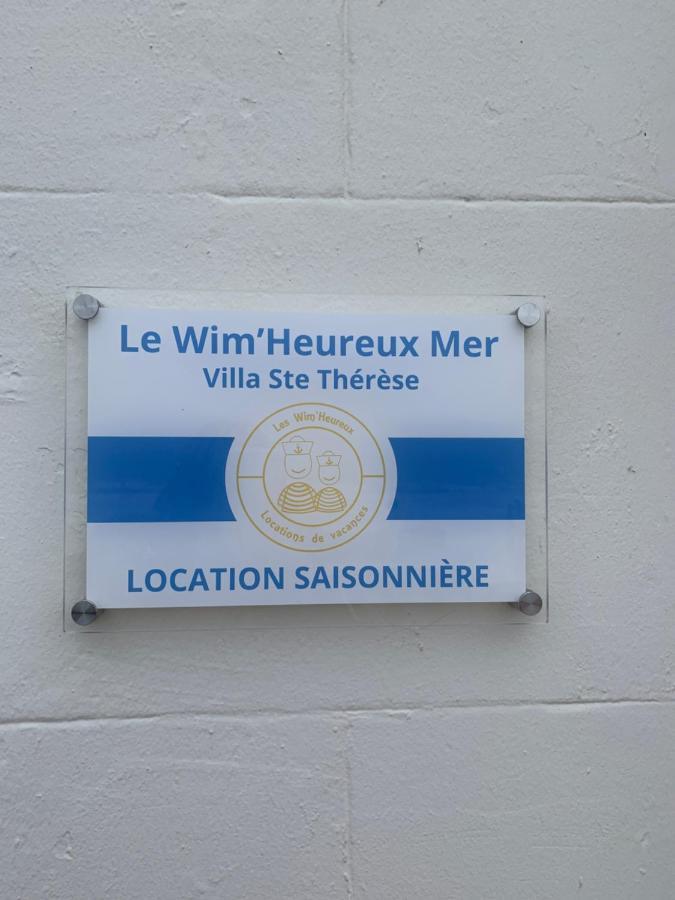 Le Wim'Heureux Mer
Villa Ste Thérèse
Les Wim'Heureux
Locations de vacances
LOCATION SAISONNIÈRE